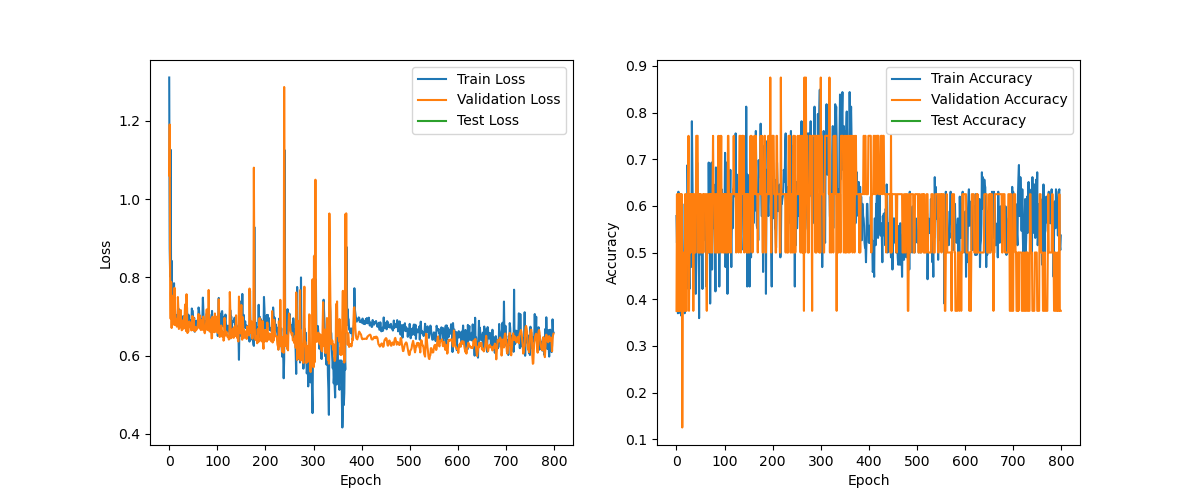 Train Loss
Validation Loss
Test Loss
1.2
1.0
0.8
0.6
0.4
Loss
0 100 200 300 400 500 600 700 800
Epoch
Train Accuracy
Validation Accuracy
Test Accuracy
0.9
0.8
0.7
0.6
0.5
0.4
0.3
0.2
0.1
Accuracy
0 100 200 300 400 500 600 700 800
Epoch